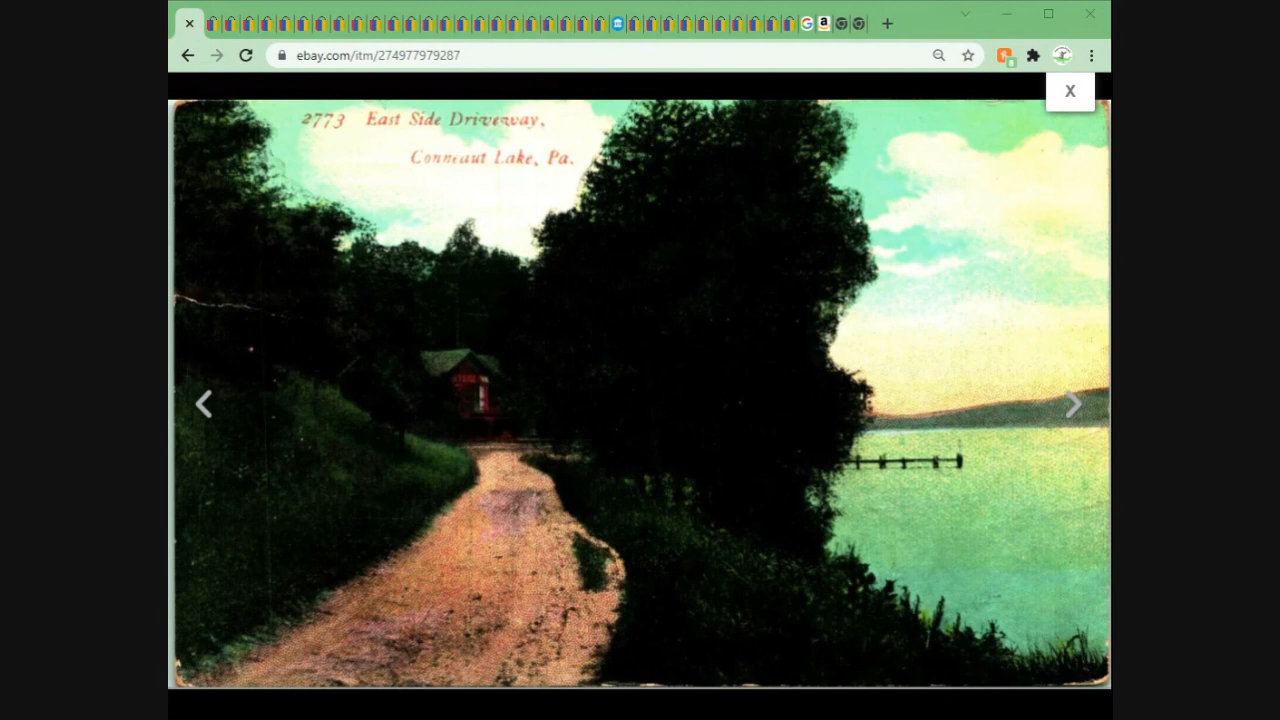 ebay.com/itm/274977979287
X
2773 East Side Driveway,
Conneaut Lake, Pa.